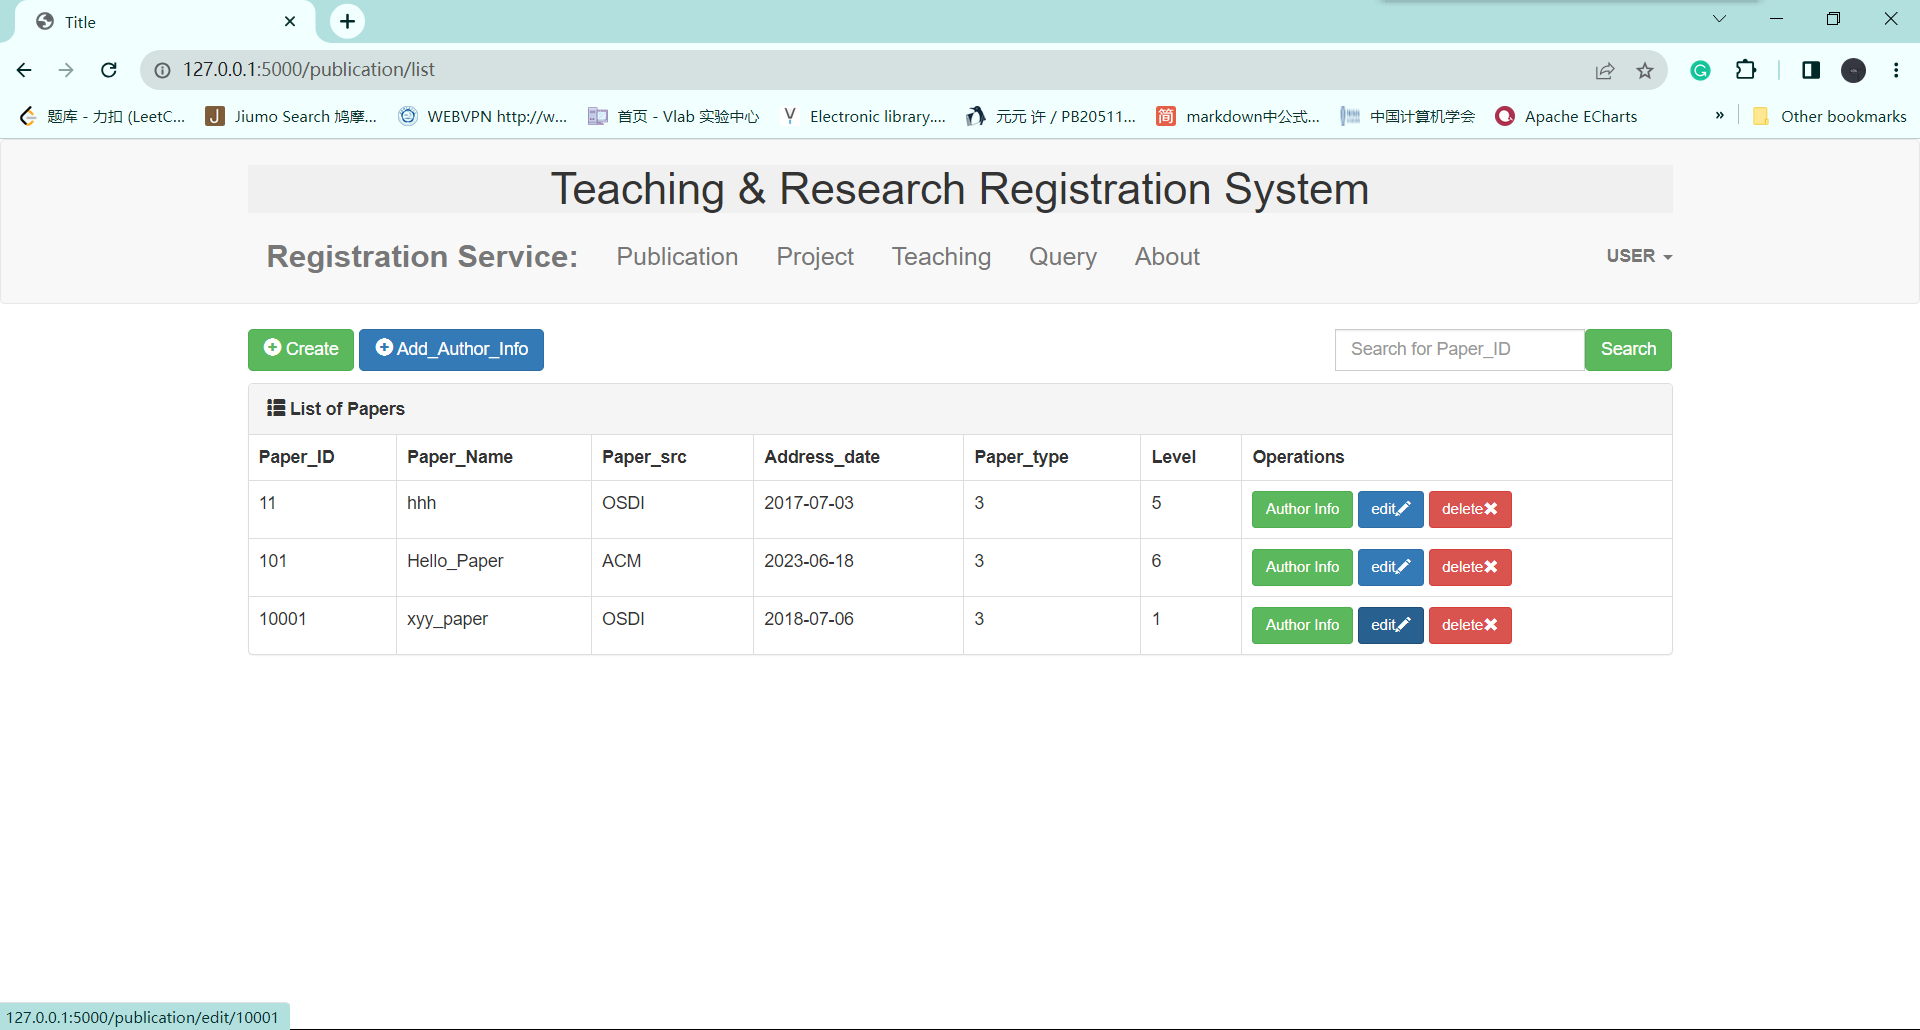 Title
127.0.0.1:5000/publication/list
题库 - 力扣 (LeetC... J Jiumo Search 鸠摩... WEBVPN http://w... 首页 - Vlab 实验中心 Electronic library.... 元元 许 / PB20511... 简 markdown中公式... 中国计算机学会 Apache ECharts » Other bookmarks
Teaching & Research Registration System
Registration Service: Publication Project Teaching Query About USER
Create Add_Author_Info Search for Paper_ID Search
List of Papers
Paper_ID Paper_Name Paper_src Address_date Paper_type Level Operations
11 hhh OSDI 2017-07-03 3 5 Author Info edit delete
101 Hello_Paper ACM 2023-06-18 3 6 Author Info edit delete
10001 xyy_paper OSDI 2018-07-06 3 1 Author Info edit delete
127.0.0.1:5000/publication/edit/10001